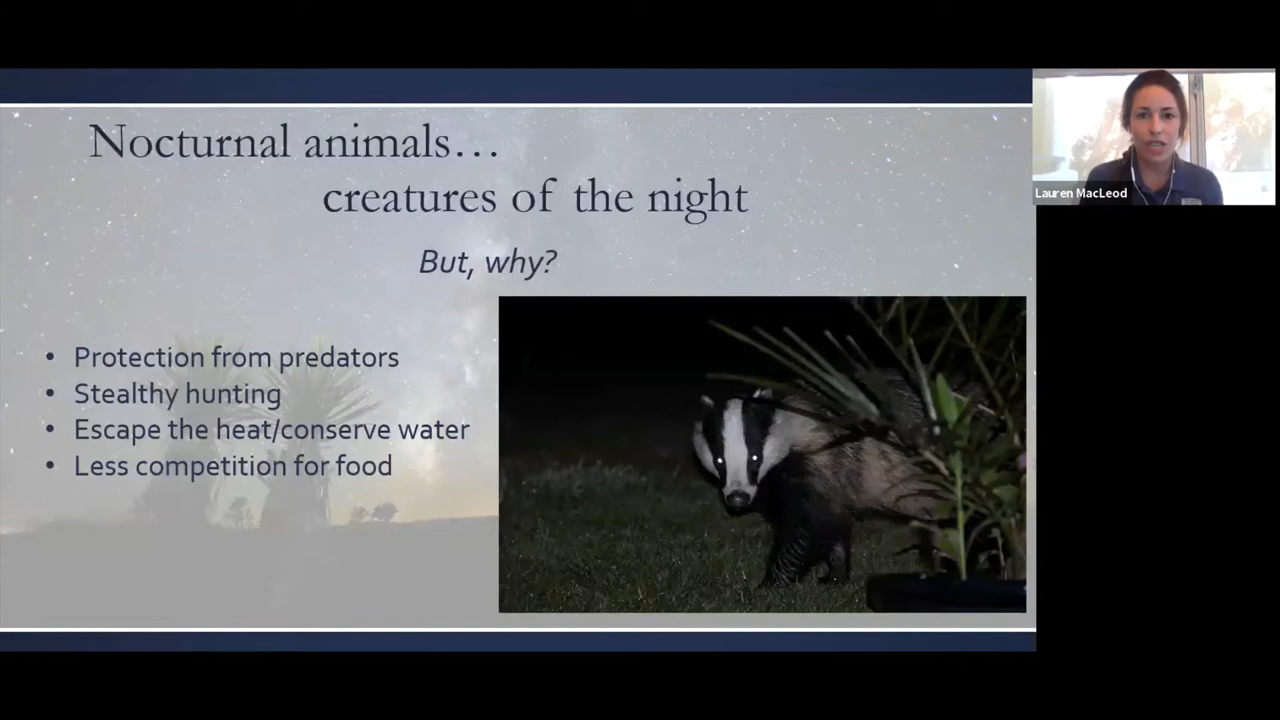 Nocturnal animals…
creatures of the night
But, why?
• Protection from predators
• Stealthy hunting
• Escape the heat/conserve water
• Less competition for food
Lauren MacLeod